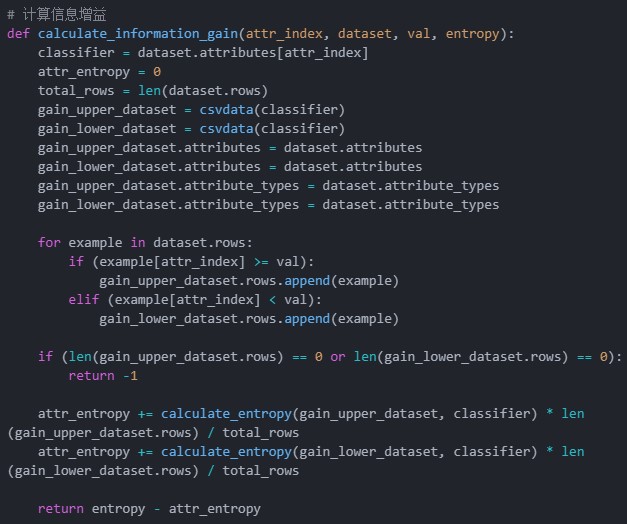 # 计算信息增益
def calculate_information_gain(attr_index, dataset, val, entropy):
    classifier = dataset.attributes[attr_index]
    attr_entropy = 0
    total_rows = len(dataset.rows)
    gain_upper_dataset = csvdata(classifier)
    gain_lower_dataset = csvdata(classifier)
    gain_upper_dataset.attributes = dataset.attributes
    gain_lower_dataset.attributes = dataset.attributes
    gain_upper_dataset.attribute_types = dataset.attribute_types
    gain_lower_dataset.attribute_types = dataset.attribute_types

    for example in dataset.rows:
        if (example[attr_index] >= val):
            gain_upper_dataset.rows.append(example)
        elif (example[attr_index] < val):
            gain_lower_dataset.rows.append(example)

    if (len(gain_upper_dataset.rows) == 0 or len(gain_lower_dataset.rows) == 0):
        return -1

    attr_entropy += calculate_entropy(gain_upper_dataset, classifier) * len
(gain_upper_dataset.rows) / total_rows
    attr_entropy += calculate_entropy(gain_lower_dataset, classifier) * len
(gain_lower_dataset.rows) / total_rows

    return entropy - attr_entropy